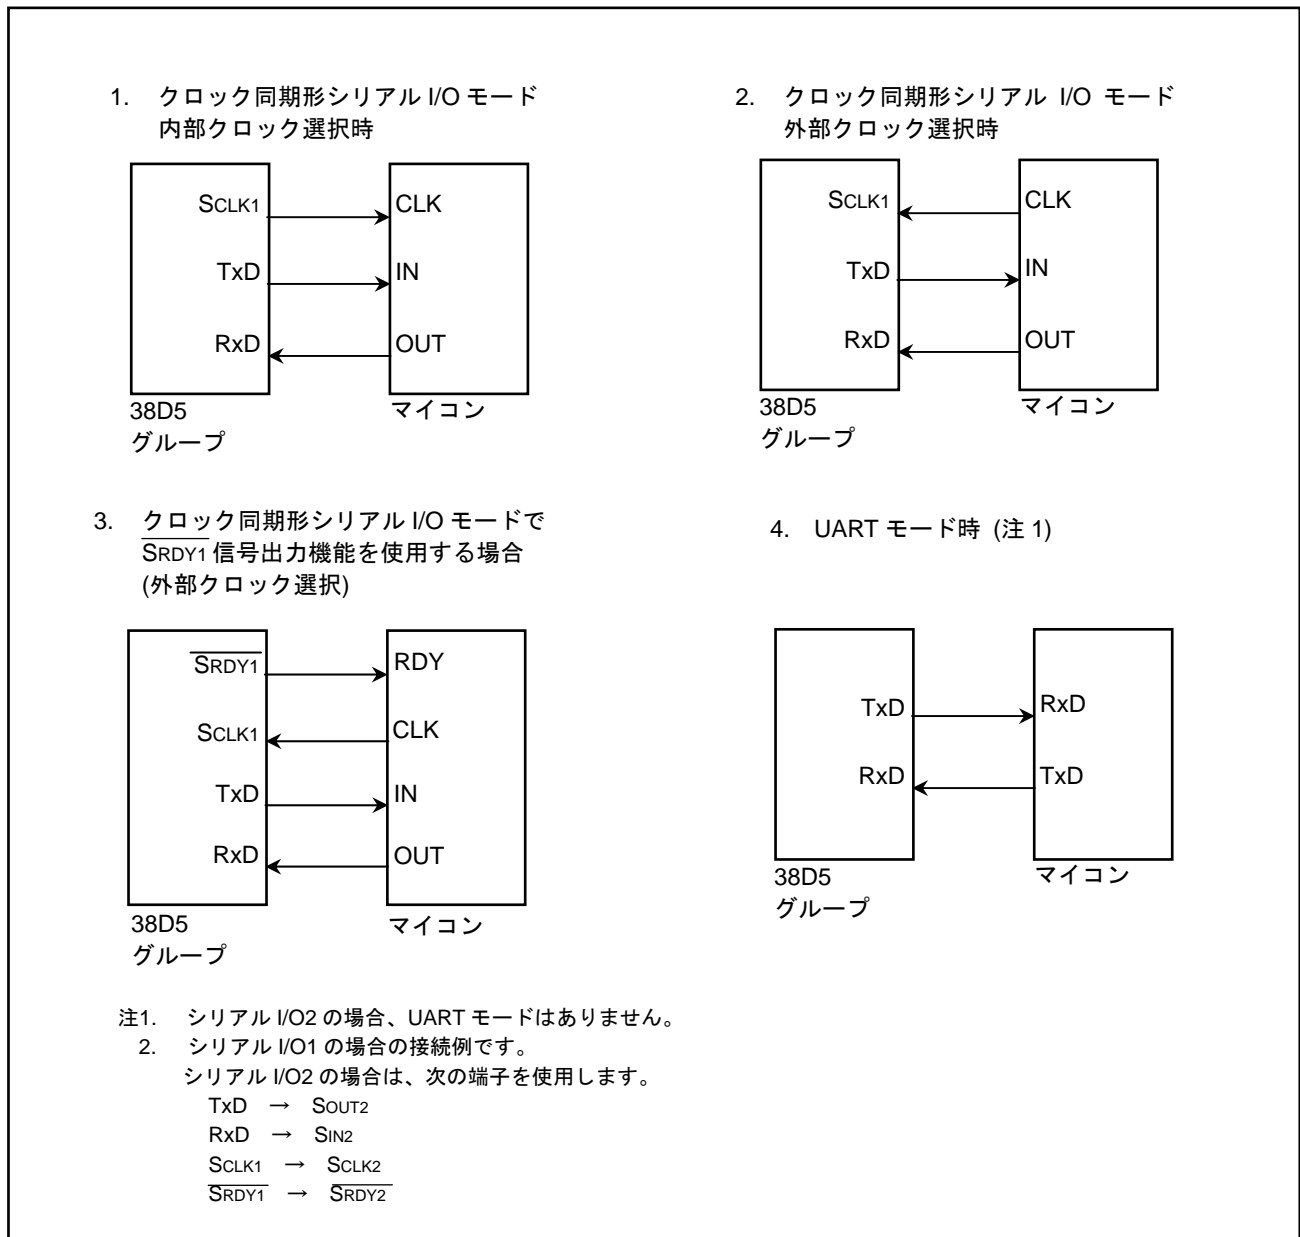 1. クロック同期形シリアル I/O モード
内部クロック選択時
SCLK1 CLK
TxD IN
RxD OUT
38D5
グループ
マイコン
2. クロック同期形シリアル I/O モード
外部クロック選択時
SCLK1 CLK
TxD IN
RxD OUT
38D5
グループ
マイコン
3. クロック同期形シリアル I/O モードで
S̅R̅D̅Y̅1̅ 信号出力機能を使用する場合
(外部クロック選択)
S̅R̅D̅Y̅1̅ RDY
SCLK1 CLK
TxD IN
RxD OUT
38D5
グループ
マイコン
4. UART モード時 (注 1)
TxD RxD
RxD TxD
38D5
グループ
マイコン
注1. シリアル I/O2 の場合、UART モードはありません。
2. シリアル I/O1 の場合の接続例です。
シリアル I/O2 の場合は、次の端子を使用します。
TxD → SOUT2
RxD → SIN2
SCLK1 → SCLK2
S̅R̅D̅Y̅1̅ → S̅R̅D̅Y̅2̅